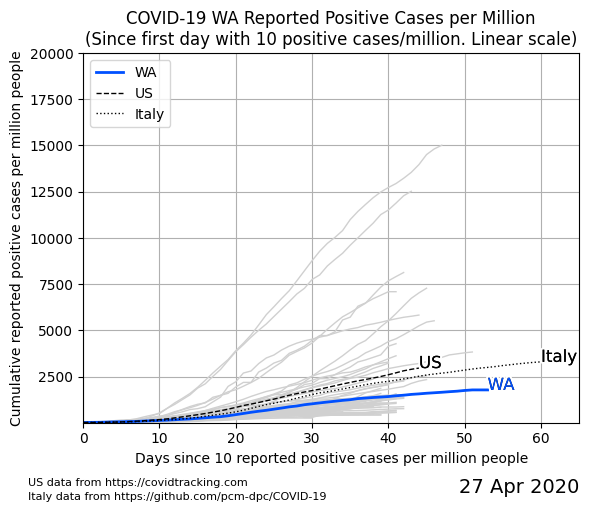 COVID-19 WA Reported Positive Cases per Million
(Since first day with 10 positive cases/million. Linear scale)
Cumulative reported positive cases per million people
20000
17500
15000
12500
10000
7500
5000
2500
WA
US
Italy
US
Italy
WA
0
10
20
30
40
50
60
Days since 10 reported positive cases per million people
US data from https://covidtracking.com
Italy data from https://github.com/pcm-dpc/COVID-19
27 Apr 2020